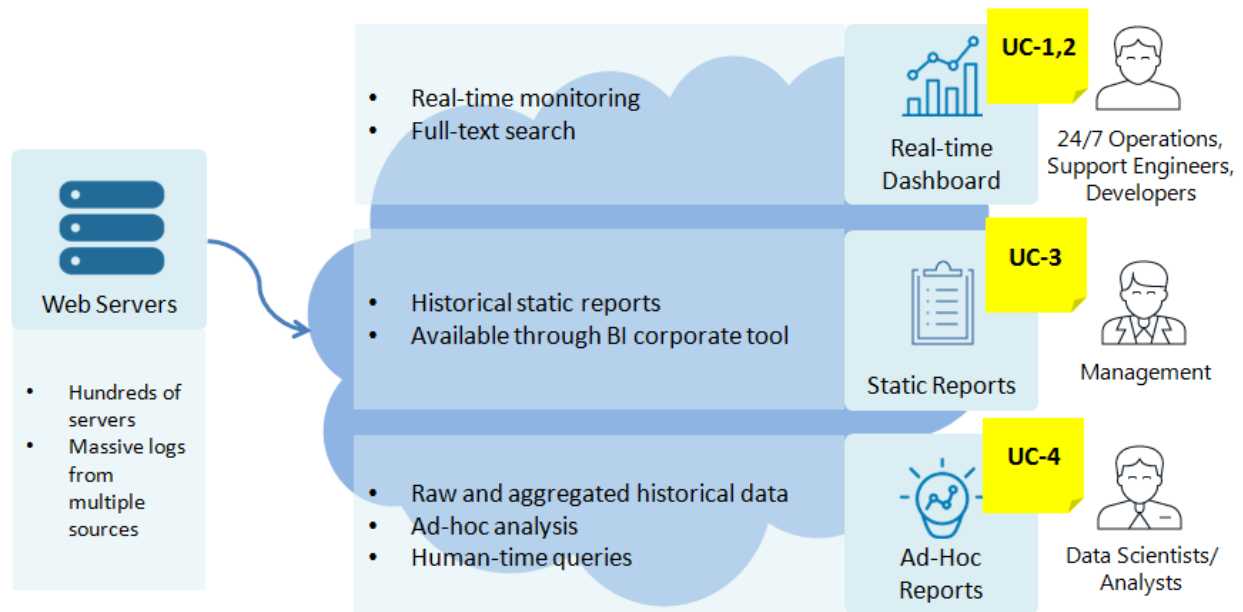 Web Servers
• Hundreds of
servers
• Massive logs
from
multiple
sources
• Real-time monitoring
• Full-text search
Real-time
Dashboard
UC-1,2
24/7 Operations,
Support Engineers,
Developers
• Historical static reports
• Available through BI corporate tool
Static Reports
UC-3
Management
• Raw and aggregated historical data
• Ad-hoc analysis
• Human-time queries
Ad-Hoc
Reports
UC-4
Data Scientists/
Analysts